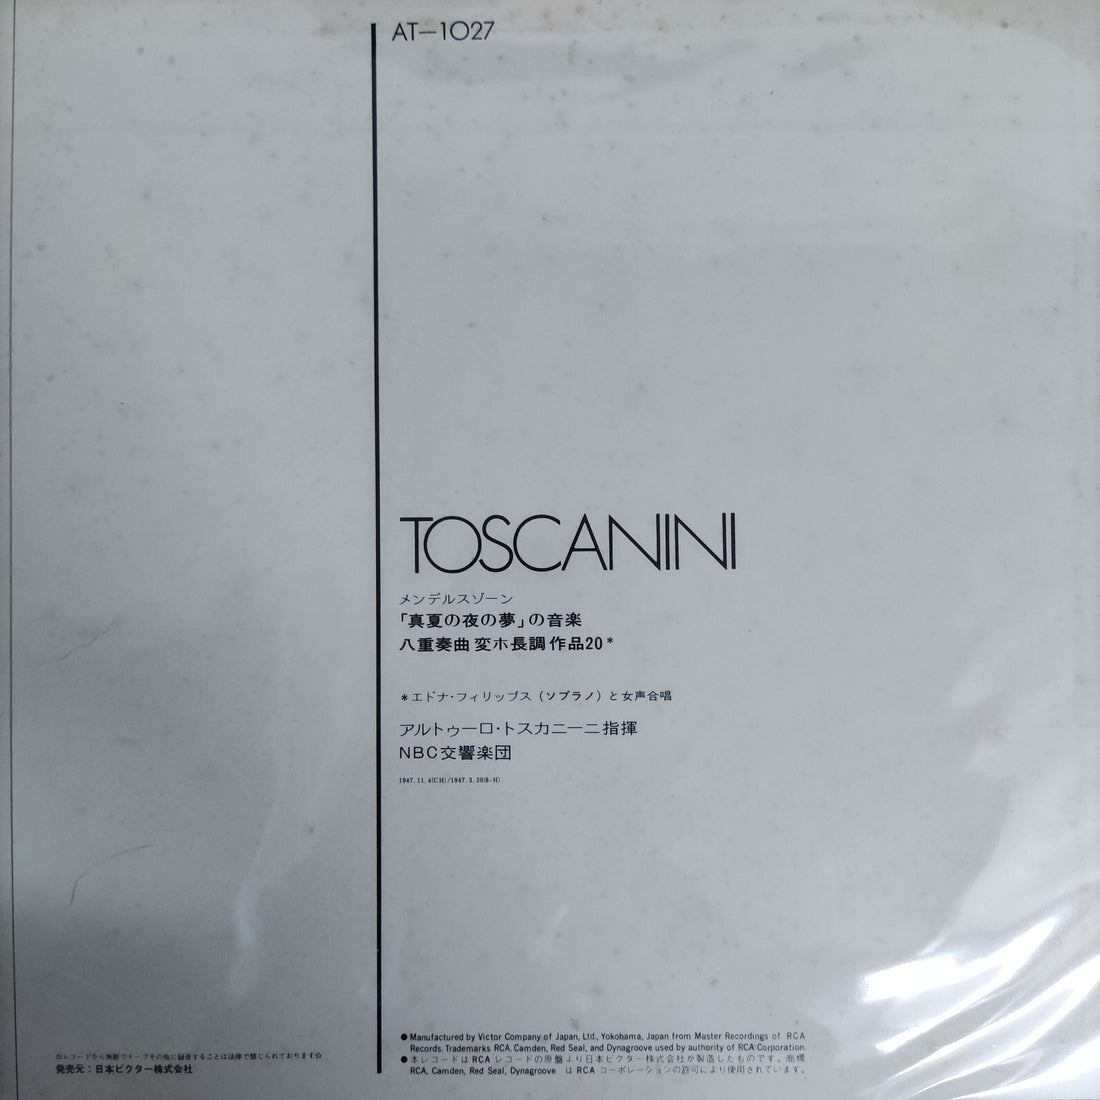 AT—1027
TOSCANINI
メンデルスゾーン
「真夏の夜の夢」の音楽
八重奏曲 変ホ長調 作品20*
*エドナ·フィリップス（ソプラノ）と女声合唱
アルトゥーロ·トスカニーニ指揮
NBC交響楽団
1947. 11. 4(CH)/1947. 3. 30(8-H)
☆レコードから無断でテープその他に録音することは法律で禁じられております☆
発売元：日本ビクター株式会社
●Manufactured by Victor Company of Japan, Ltd., Yokohama, Japan from Master Recordings of RCA
Records. Trademarks RCA, Camden, Red Seal, and Dynagroove used by authority of RCA Corporation.
●本レコードは RCA レコードの原盤より日本ビクター株式会社が製造したものです。商標
RCA, Camden, Red Seal, Dynagroove は RCA コーポレーションの許可により使用されています。